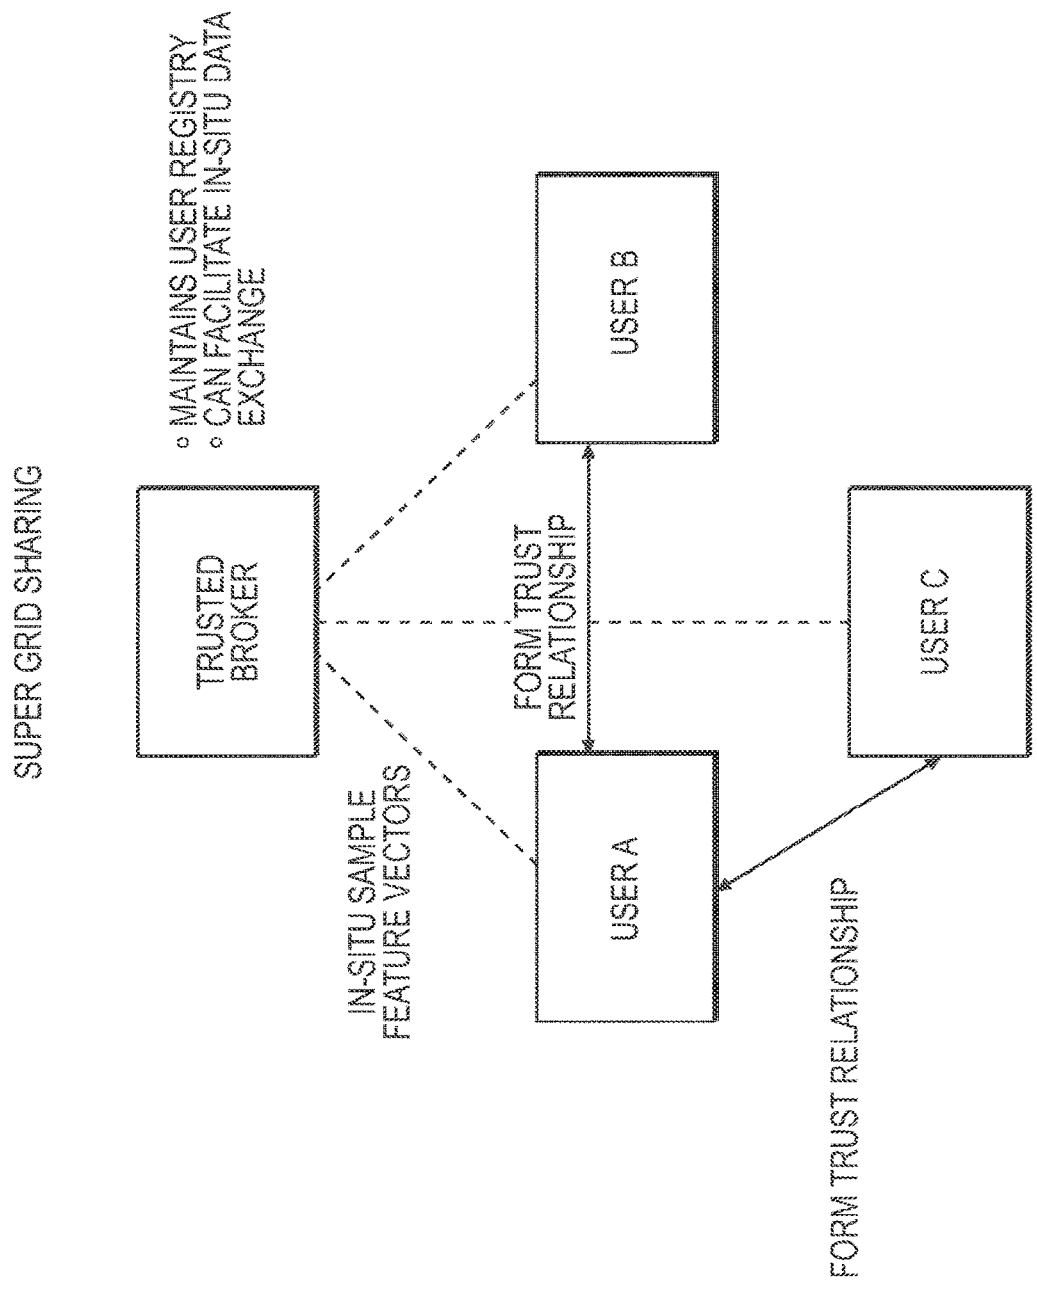 SUPER GRID SHARING
TRUSTED
BROKER
○ MAINTAINS USER REGISTRY
○ CAN FACILITATE IN-SITU DATA
EXCHANGE
IN-SITU SAMPLE
FEATURE VECTORS
FORM TRUST
RELATIONSHIP
USER A
USER B
FORM TRUST RELATIONSHIP
USER C